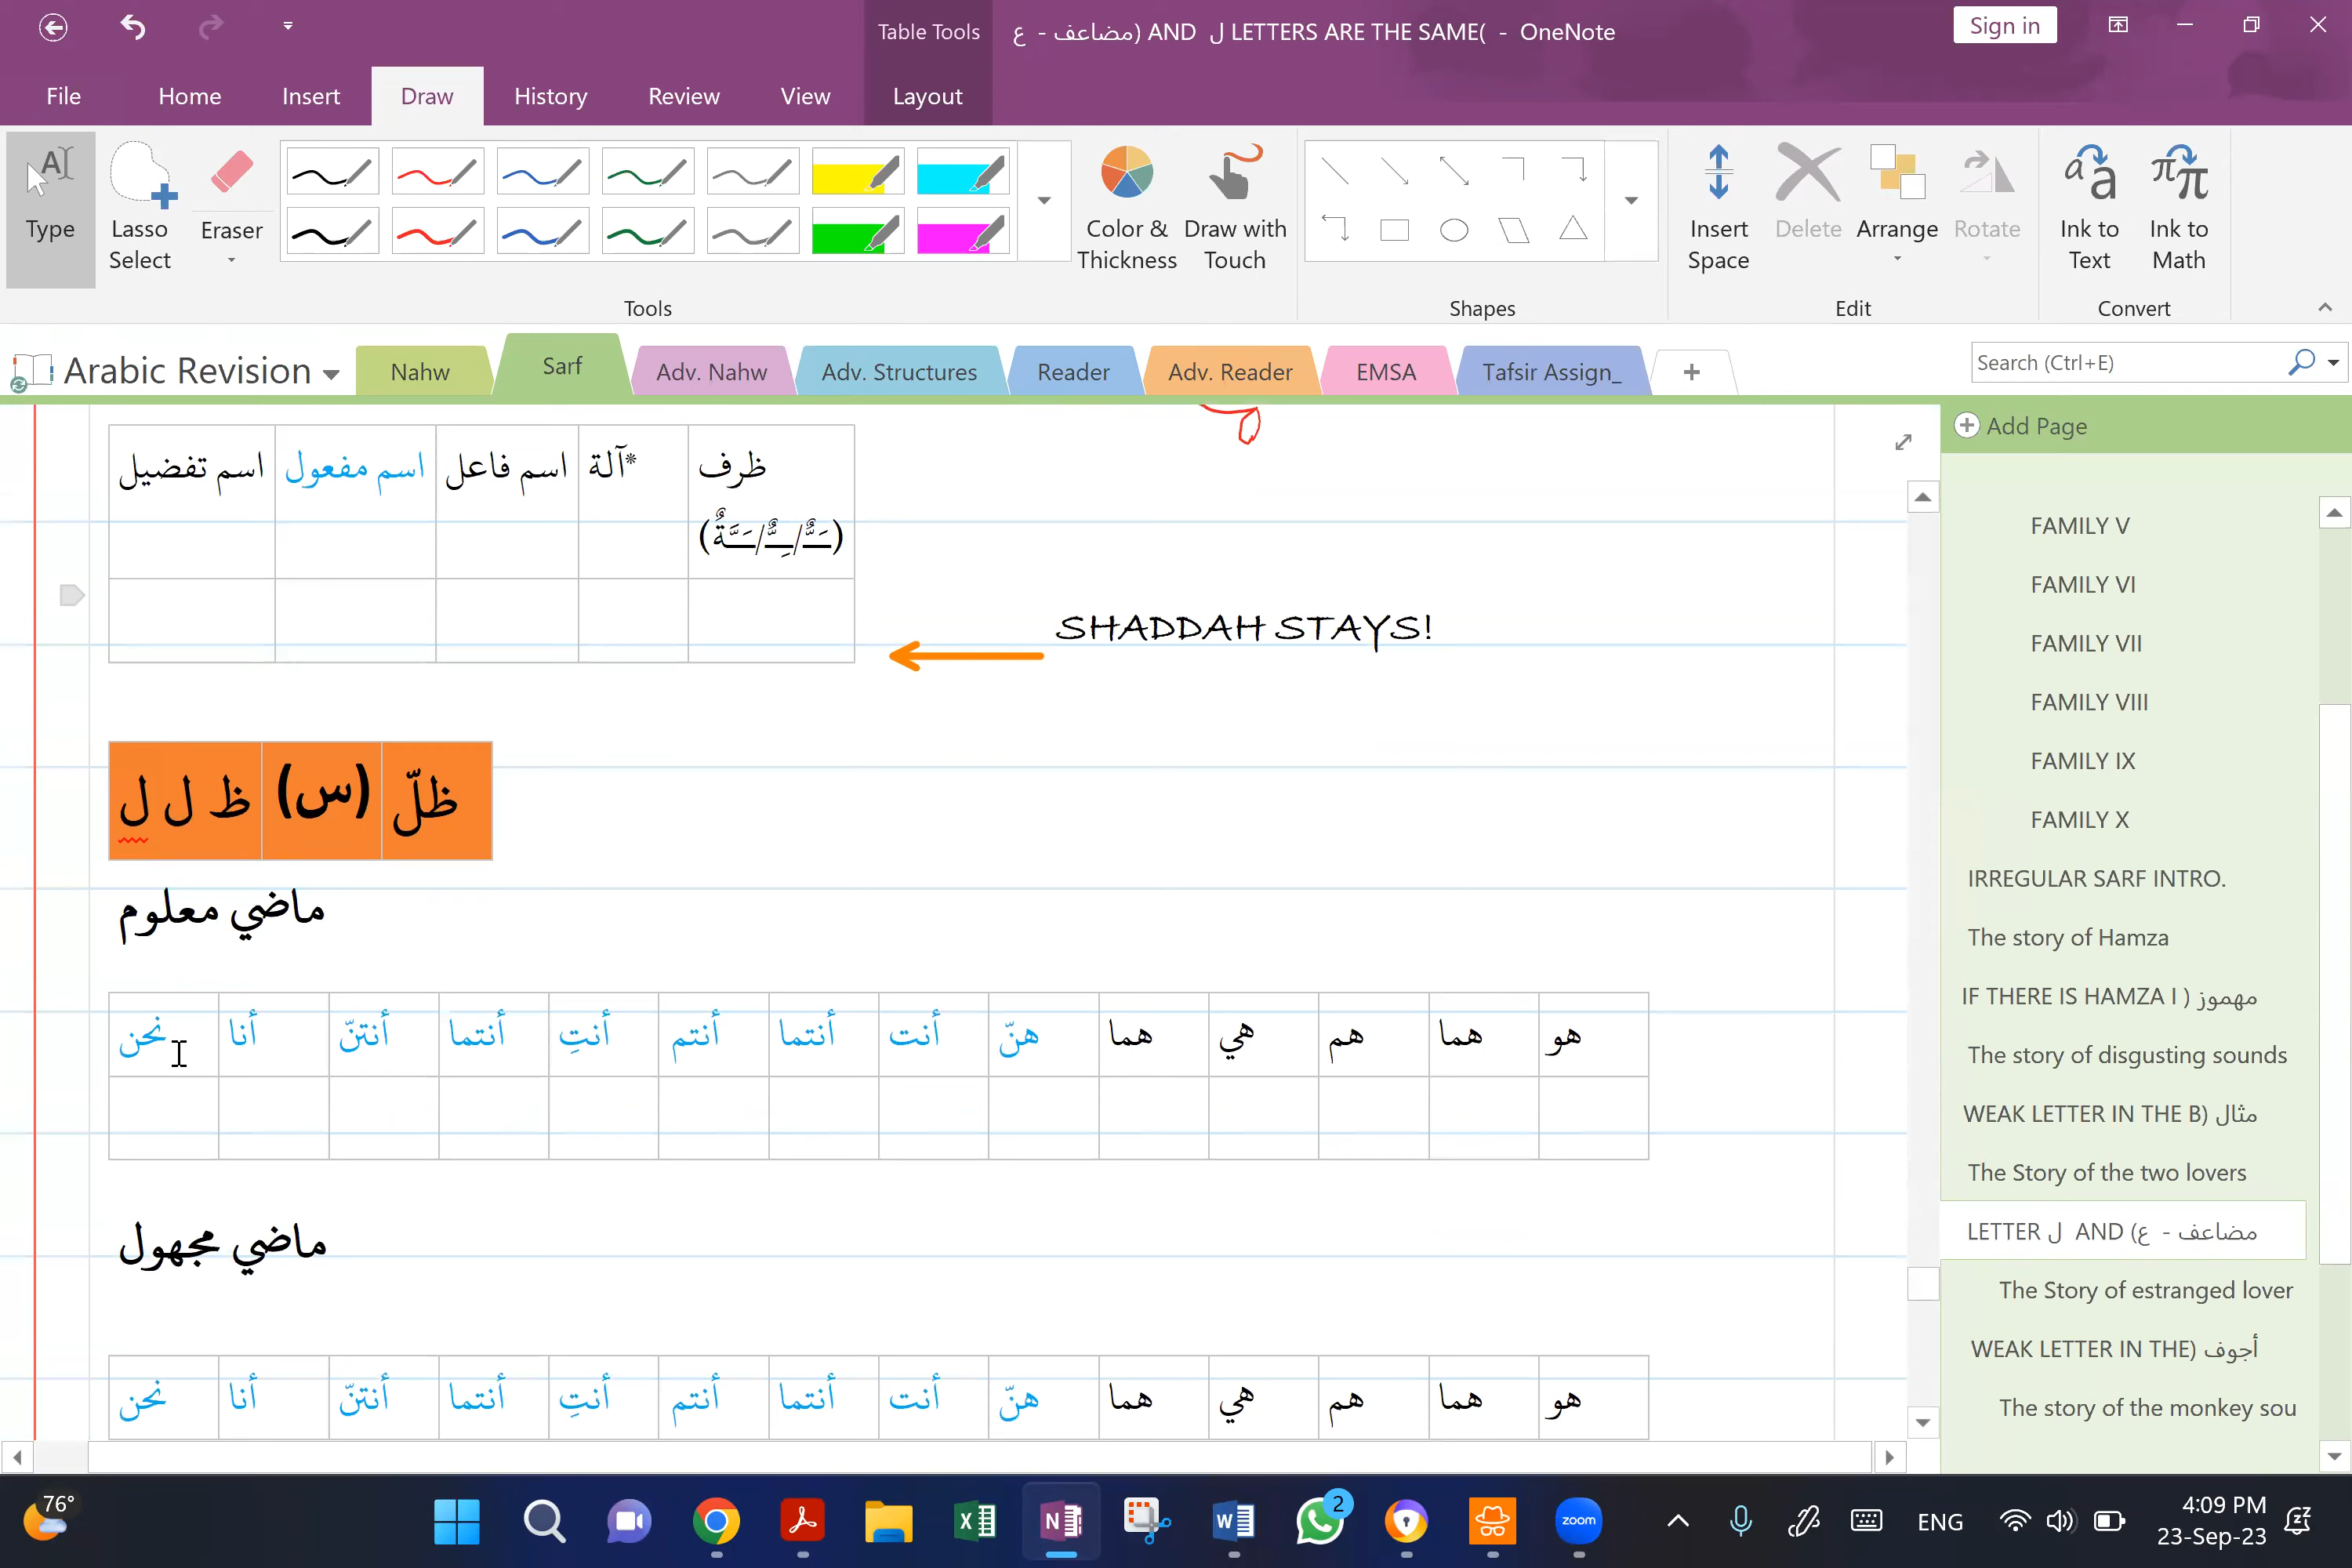 Table Tools
ع - مضاعف) AND ل LETTERS ARE THE SAME( - OneNote
Sign in
File Home Insert Draw History Review View Layout
Type
Lasso Select
Eraser
Color & Thickness
Draw with Touch
Insert Space
Delete
Arrange
Rotate
Ink to Text
Ink to Math
Tools
Shapes
Edit
Convert
Arabic Revision
Nahw Sarf Adv. Nahw Adv. Structures Reader Adv. Reader EMSA Tafsir Assign_
Search (Ctrl+E)
ظرف *آلة اسم فاعل اسم مفعول اسم تفضيل
(ـَـــٌّ/ـِـــٌّ/ـَـــَّةٌ)
SHADDAH STAYS!
ظلّ (س) ظ ل ل
ماضي معلوم
هو هما هم هي هما هنّ أنت أنتما أنتم أنتِ أنتما أنتنّ أنا نحن
ماضي مجهول
هو هما هم هي هما هنّ أنت أنتما أنتم أنتِ أنتما أنتنّ أنا نحن
Add Page
FAMILY V
FAMILY VI
FAMILY VII
FAMILY VIII
FAMILY IX
FAMILY X
IRREGULAR SARF INTRO.
The story of Hamza
IF THERE IS HAMZA I ) مهموز
The story of disgusting sounds
WEAK LETTER IN THE B) مثال
The Story of the two lovers
LETTER ل AND (ع - مضاعف
The Story of estranged lover
WEAK LETTER IN THE) أجوف
The story of the monkey sou
76°
2
zoom
ENG
4:09 PM
23-Sep-23